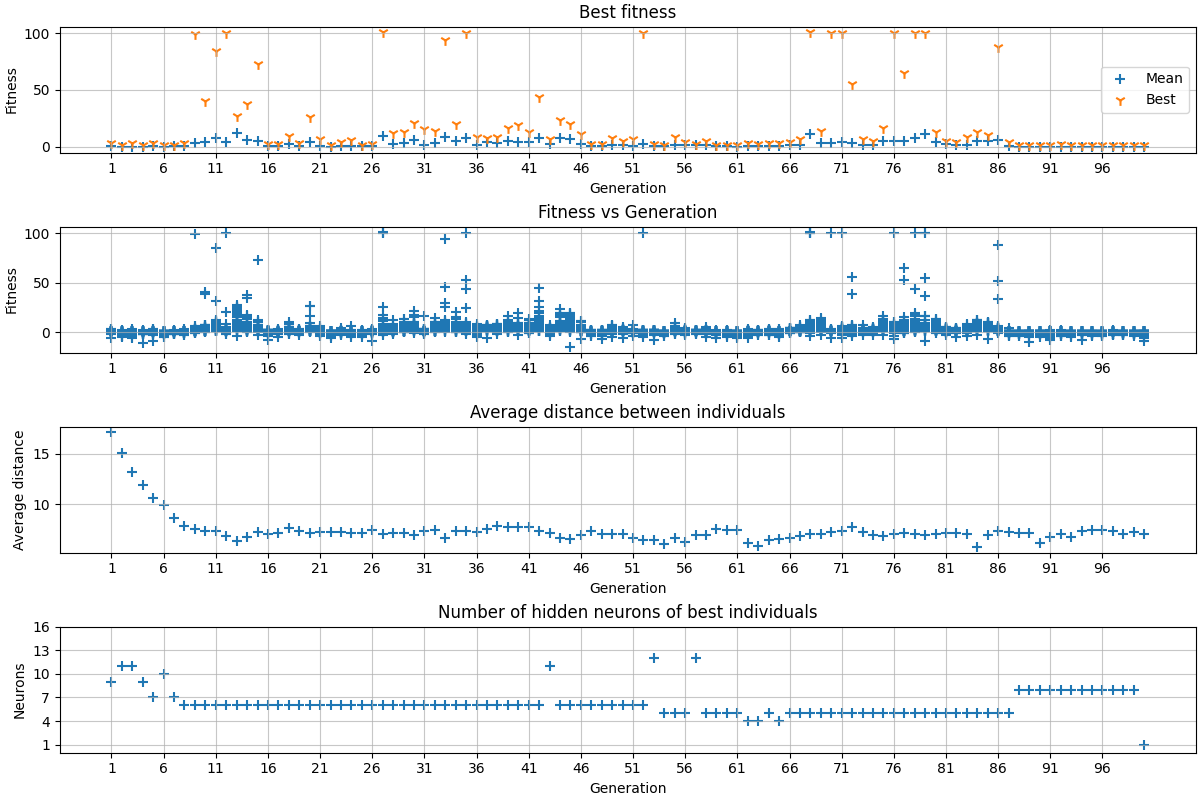 Best fitness
Fitness
100
50
0
Mean
Best
1 6 11 16 21 26 31 36 41 46 51 56 61 66 71 76 81 86 91 96
Generation
Fitness vs Generation
Fitness
100
50
0
1 6 11 16 21 26 31 36 41 46 51 56 61 66 71 76 81 86 91 96
Generation
Average distance between individuals
Average distance
15
10
1 6 11 16 21 26 31 36 41 46 51 56 61 66 71 76 81 86 91 96
Generation
Number of hidden neurons of best individuals
Neurons
16
13
10
7
4
1
1 6 11 16 21 26 31 36 41 46 51 56 61 66 71 76 81 86 91 96
Generation